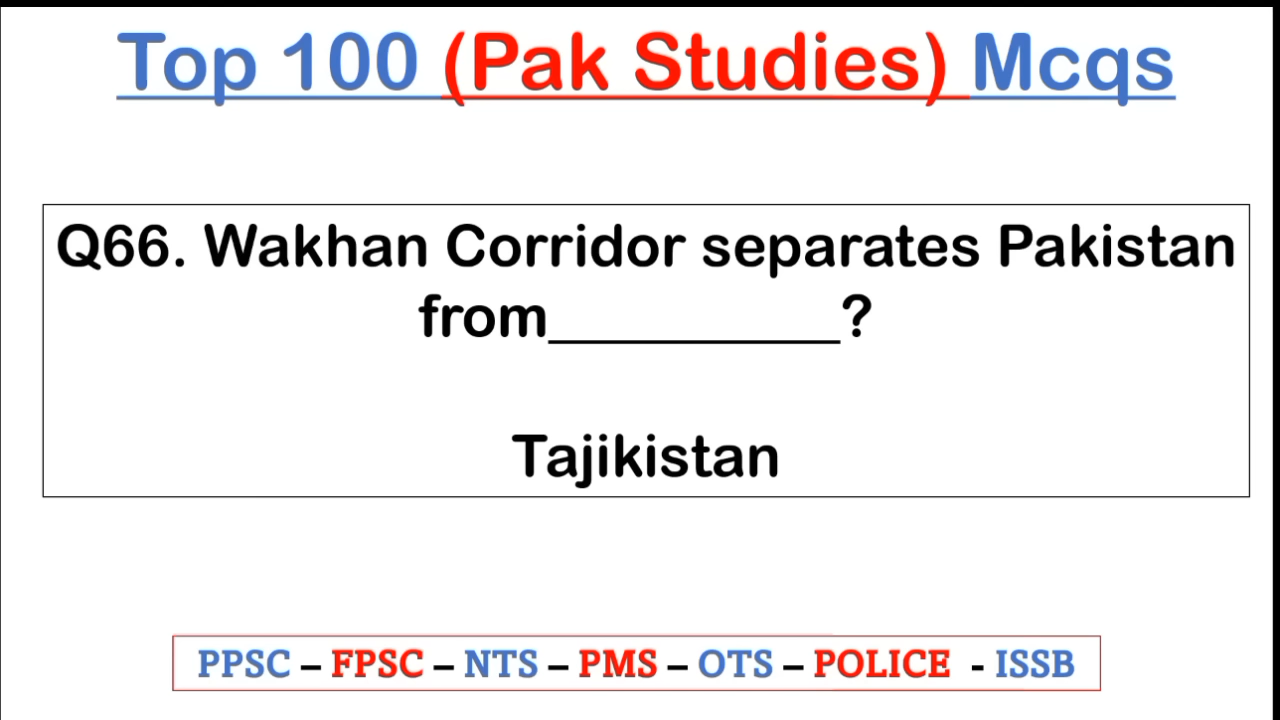 Top 100 (Pak Studies) Mcqs
Q66. Wakhan Corridor separates Pakistan
from__________?
Tajikistan
PPSC – FPSC – NTS – PMS – OTS – POLICE - ISSB